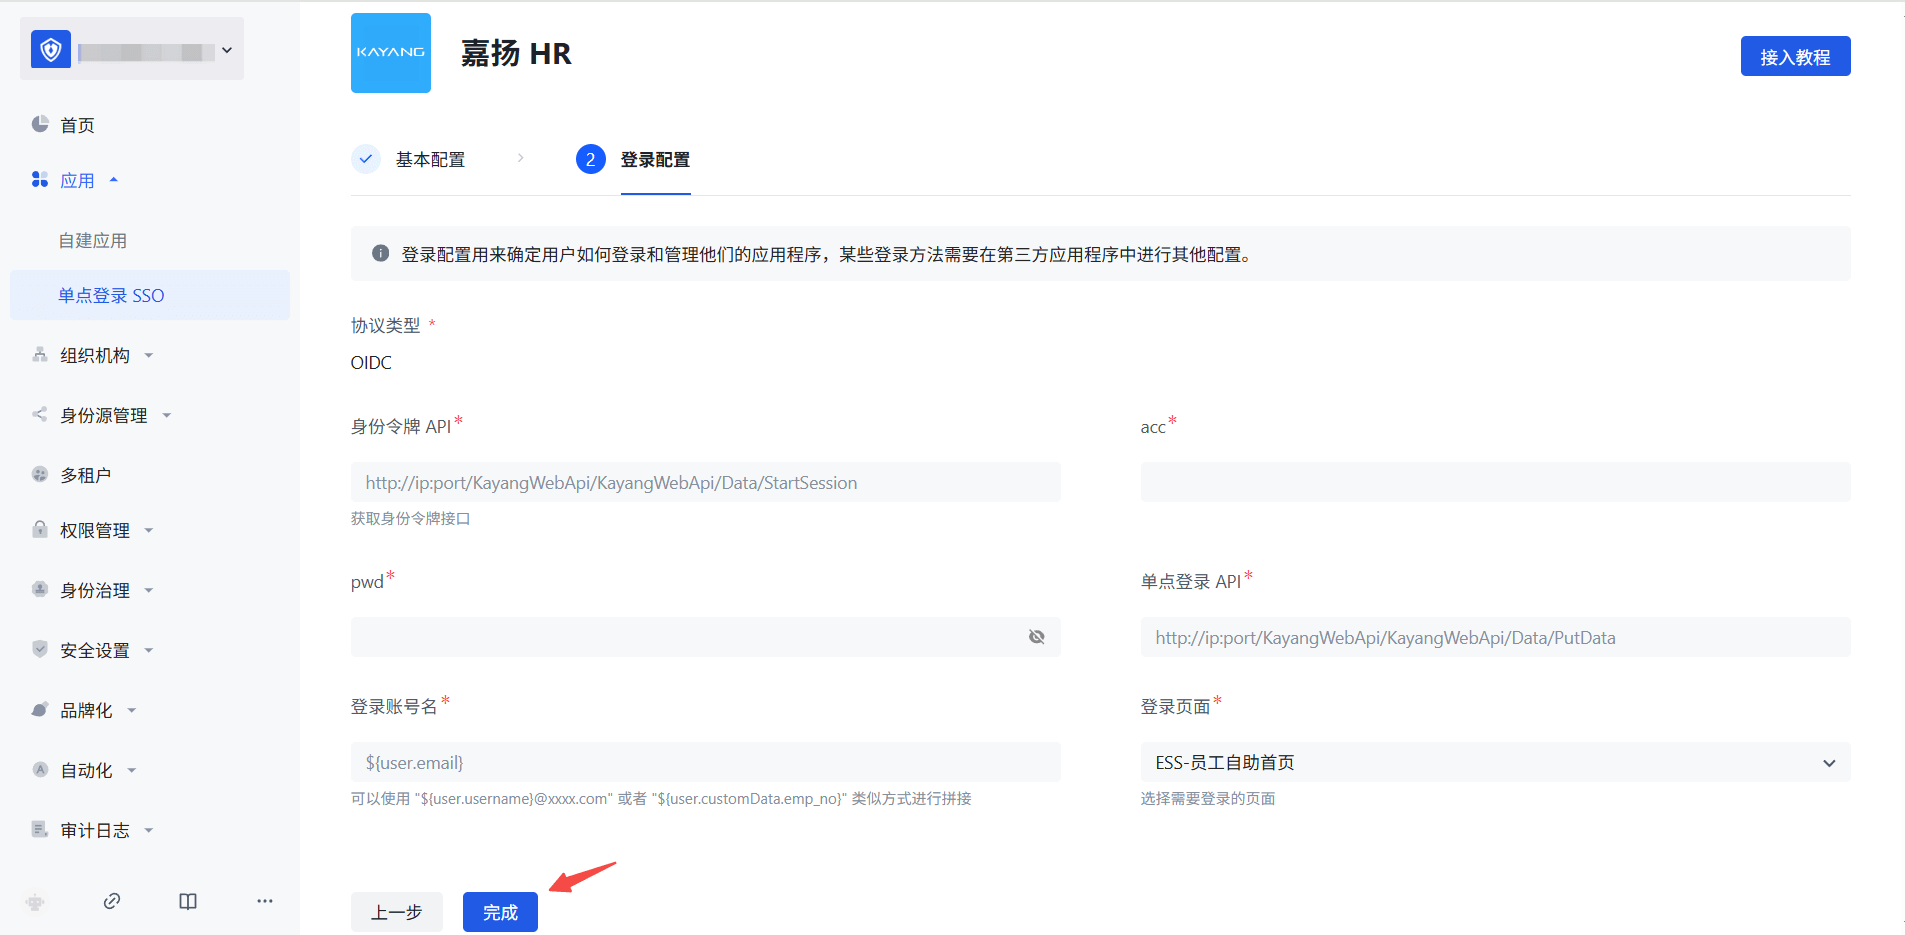 KAYANG
嘉扬 HR
接入教程
首页
应用
自建应用
单点登录 SSO
组织机构
身份源管理
多租户
权限管理
身份治理
安全设置
品牌化
自动化
审计日志
基本配置
2 登录配置
登录配置用来确定用户如何登录和管理他们的应用程序，某些登录方法需要在第三方应用程序中进行其他配置。
协议类型 *
OIDC
身份令牌 API*
http://ip:port/KayangWebApi/KayangWebApi/Data/StartSession
获取身份令牌接口
acc*
pwd*
单点登录 API*
http://ip:port/KayangWebApi/KayangWebApi/Data/PutData
登录账号名*
${user.email}
可以使用 "${user.username}@xxxx.com" 或者 "${user.customData.emp_no}" 类似方式进行拼接
登录页面*
ESS-员工自助首页
选择需要登录的页面
上一步
完成